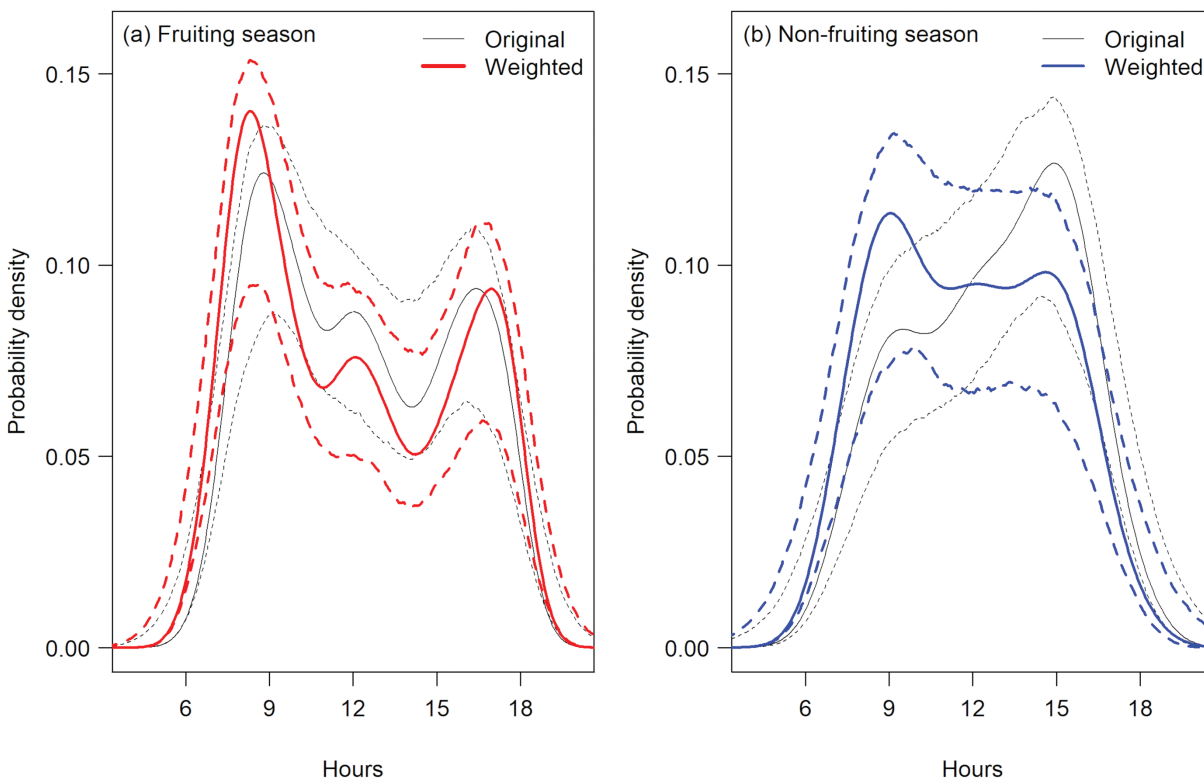 (a) Fruiting season
Original
Weighted
0.15
0.10
0.05
0.00
Probability density
6 9 12 15 18
Hours
(b) Non-fruiting season
Original
Weighted
0.15
0.10
0.05
0.00
Probability density
6 9 12 15 18
Hours